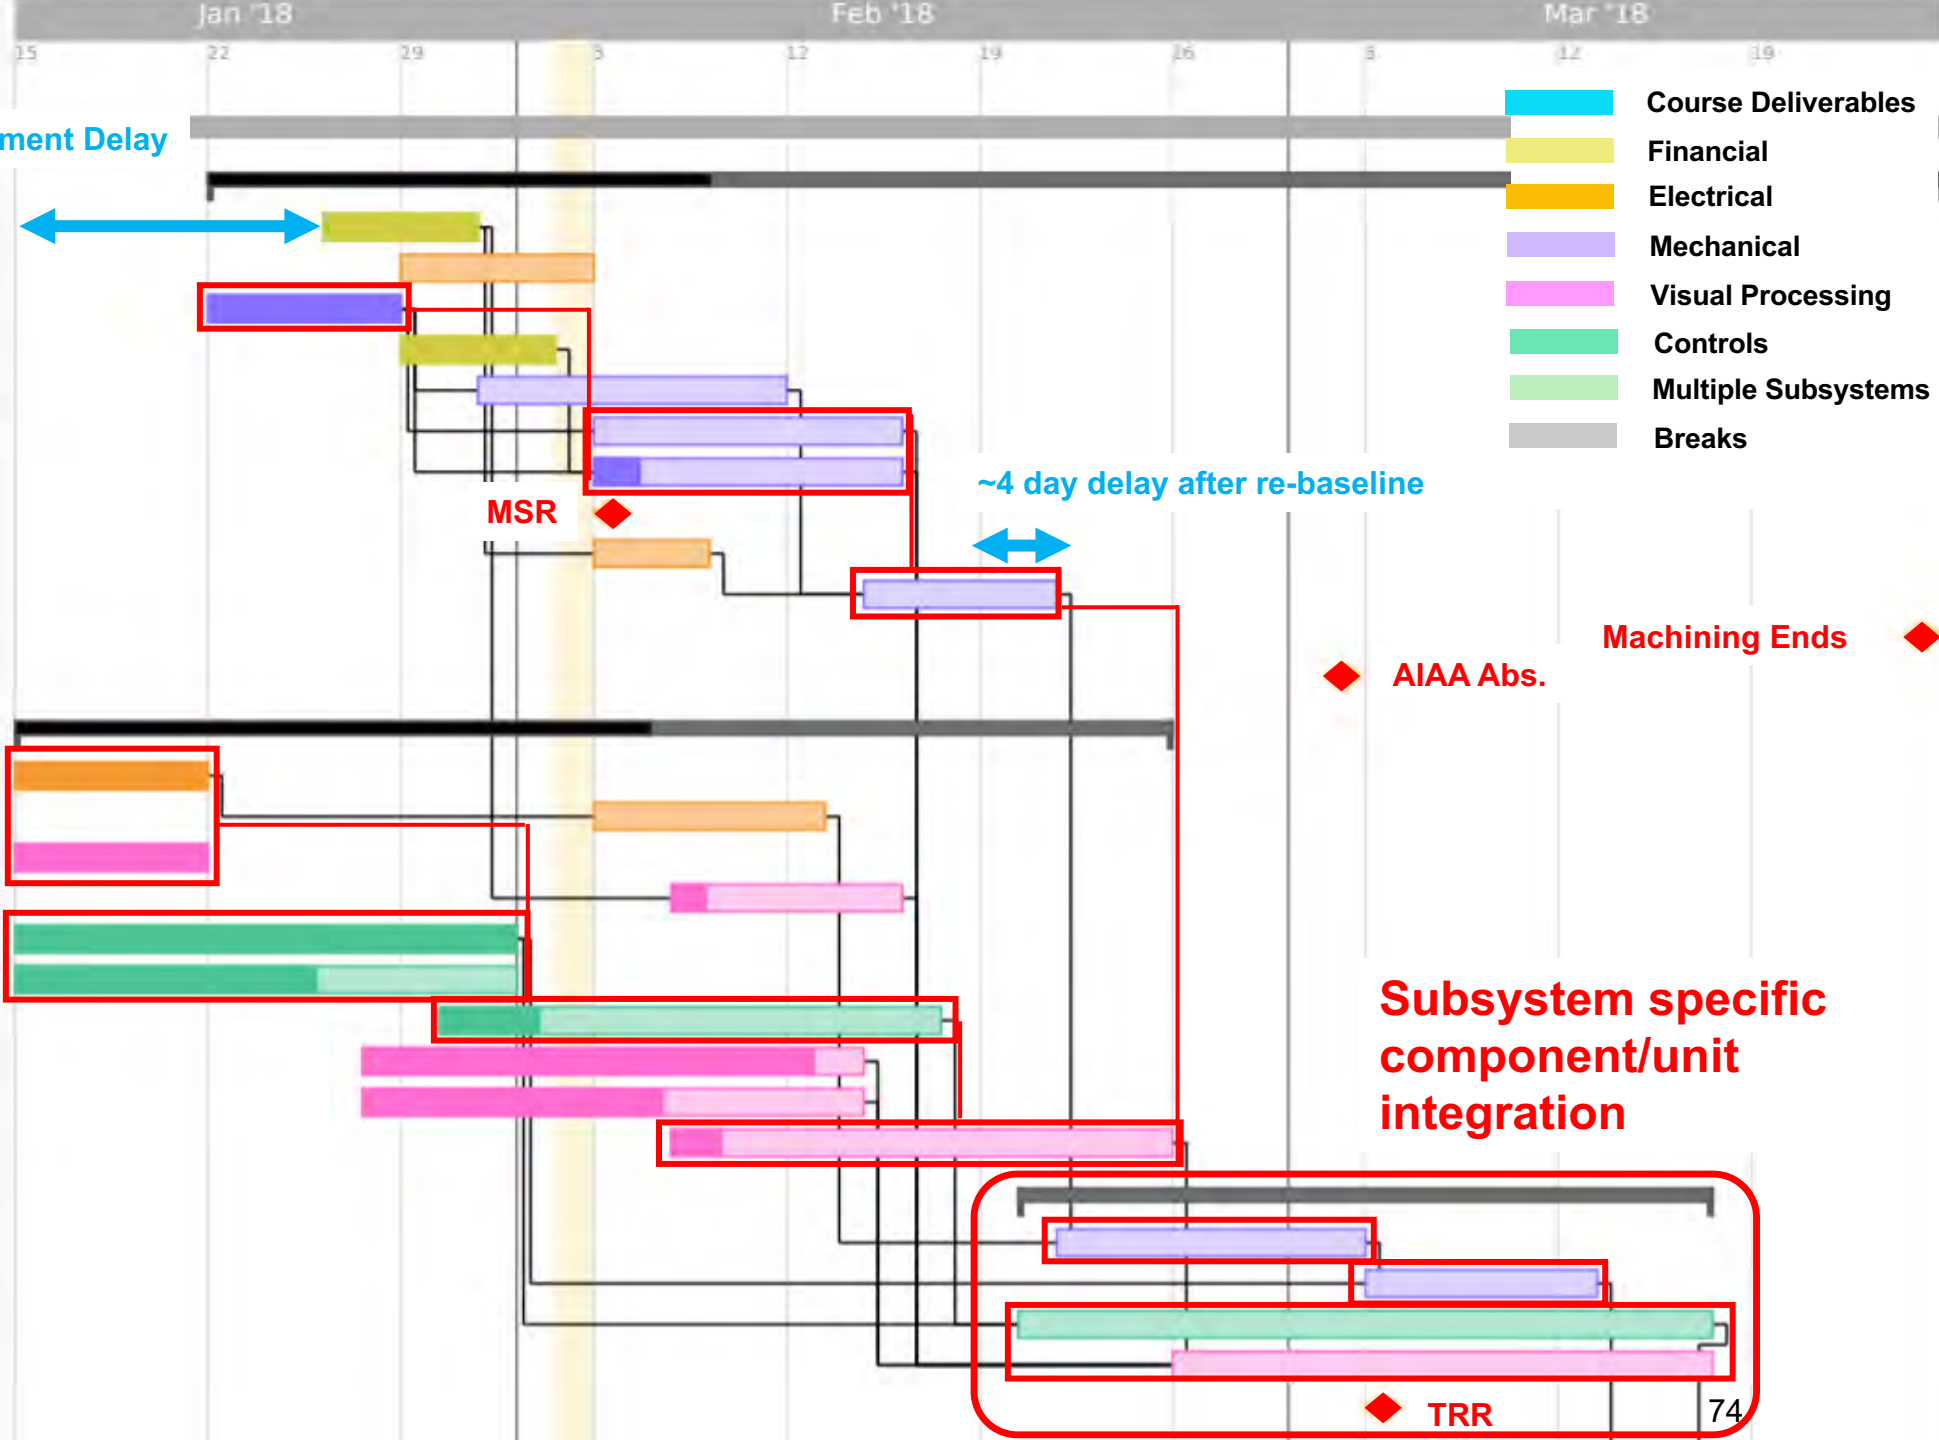 Jan '18
Feb '18
Mar '18
15 22 29 5 12 19 26 5 12 19
ment Delay
Course Deliverables
Financial
Electrical
Mechanical
Visual Processing
Controls
Multiple Subsystems
Breaks
~4 day delay after re-baseline
MSR
Machining Ends
AIAA Abs.
Subsystem specific
component/unit
integration
TRR
74